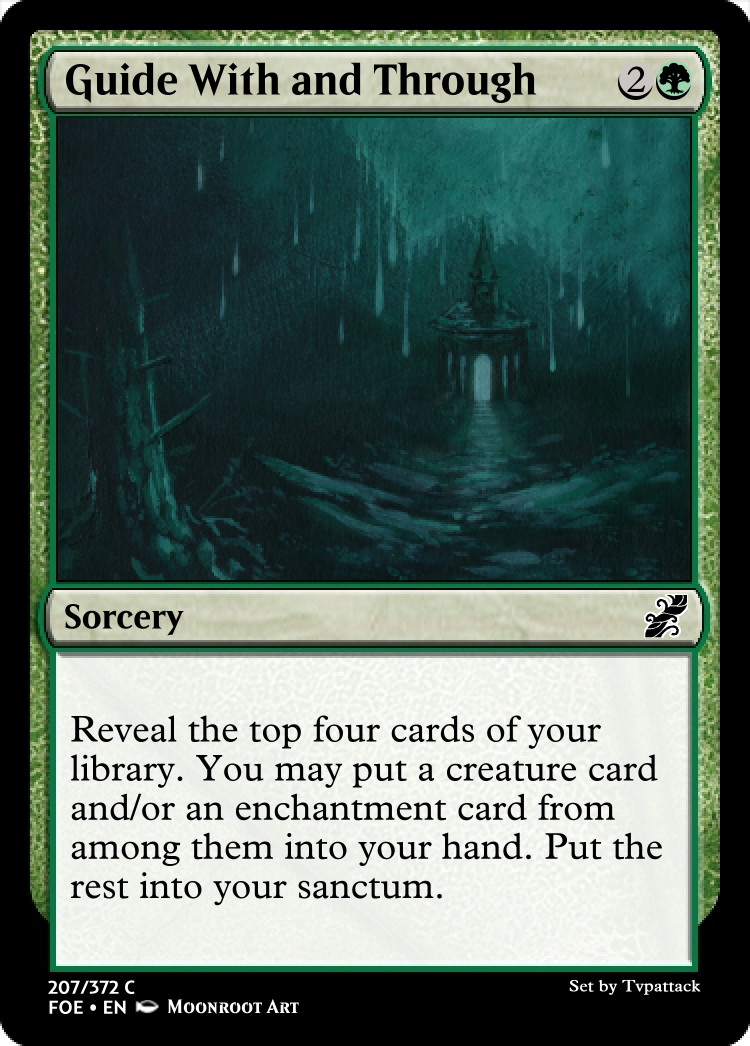 Guide With and Through 2
Sorcery
Reveal the top four cards of your
library. You may put a creature card
and/or an enchantment card from
among them into your hand. Put the
rest into your sanctum.
207/372 C
Set by Tvpattack
FOE • EN Moonroot Art